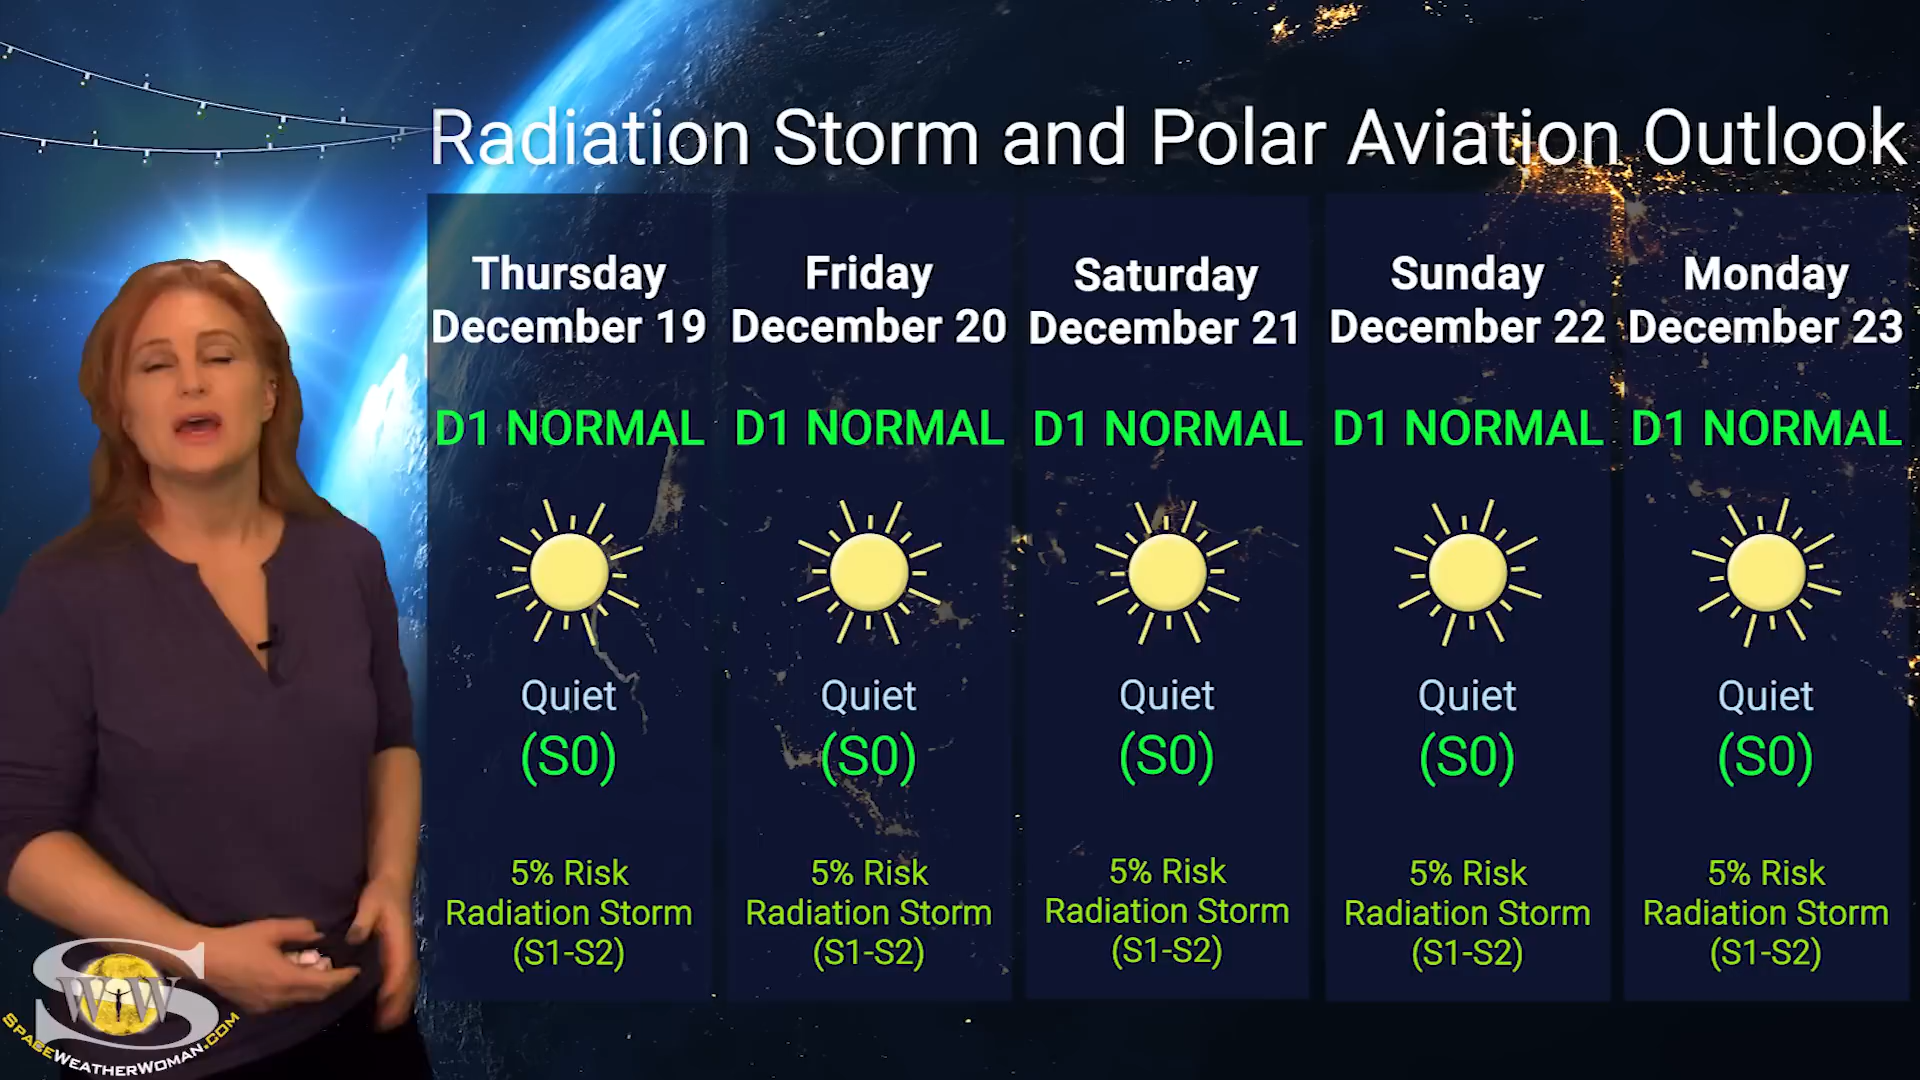 Radiation Storm and Polar Aviation Outlook
Thursday
December 19
D1 NORMAL
Quiet
(S0)
5% Risk
Radiation Storm
(S1-S2)
Friday
December 20
D1 NORMAL
Quiet
(S0)
5% Risk
Radiation Storm
(S1-S2)
Saturday
December 21
D1 NORMAL
Quiet
(S0)
5% Risk
Radiation Storm
(S1-S2)
Sunday
December 22
D1 NORMAL
Quiet
(S0)
5% Risk
Radiation Storm
(S1-S2)
Monday
December 23
D1 NORMAL
Quiet
(S0)
5% Risk
Radiation Storm
(S1-S2)
SWW
SPACEWEATHERWOMAN.COM